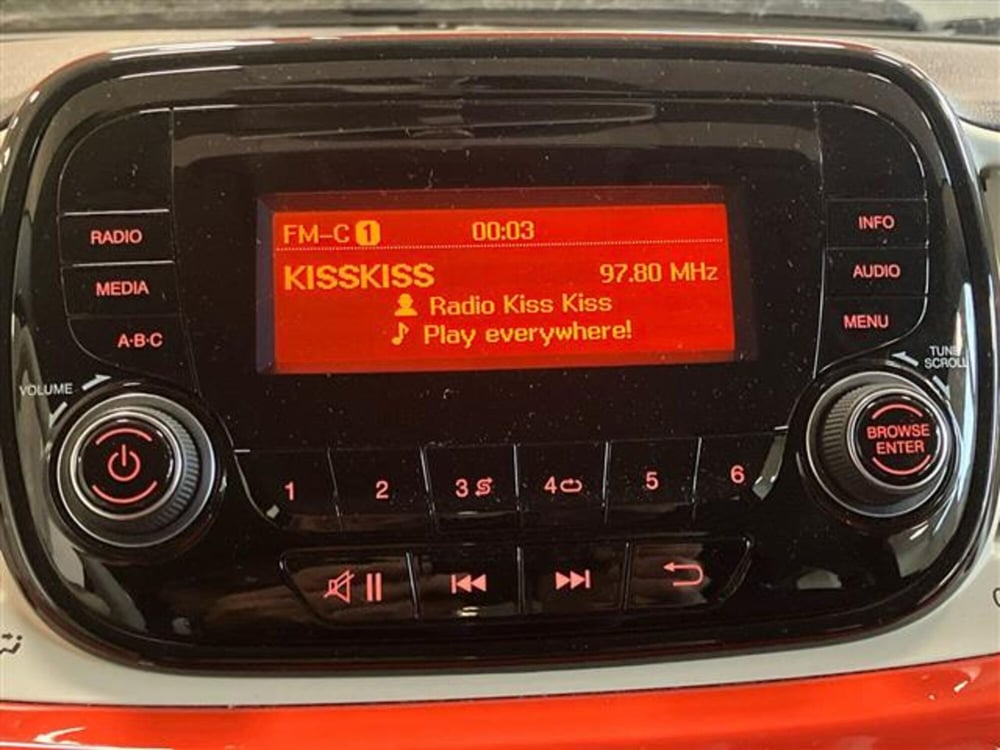 FM-C 1 00:03
KISSKISS 97.80 MHz
Radio Kiss Kiss
Play everywhere!
RADIO
MEDIA
A·B·C
INFO
AUDIO
MENU
VOLUME
TUNE
SCROLL
BROWSE
ENTER
1 2 3 4 5 6